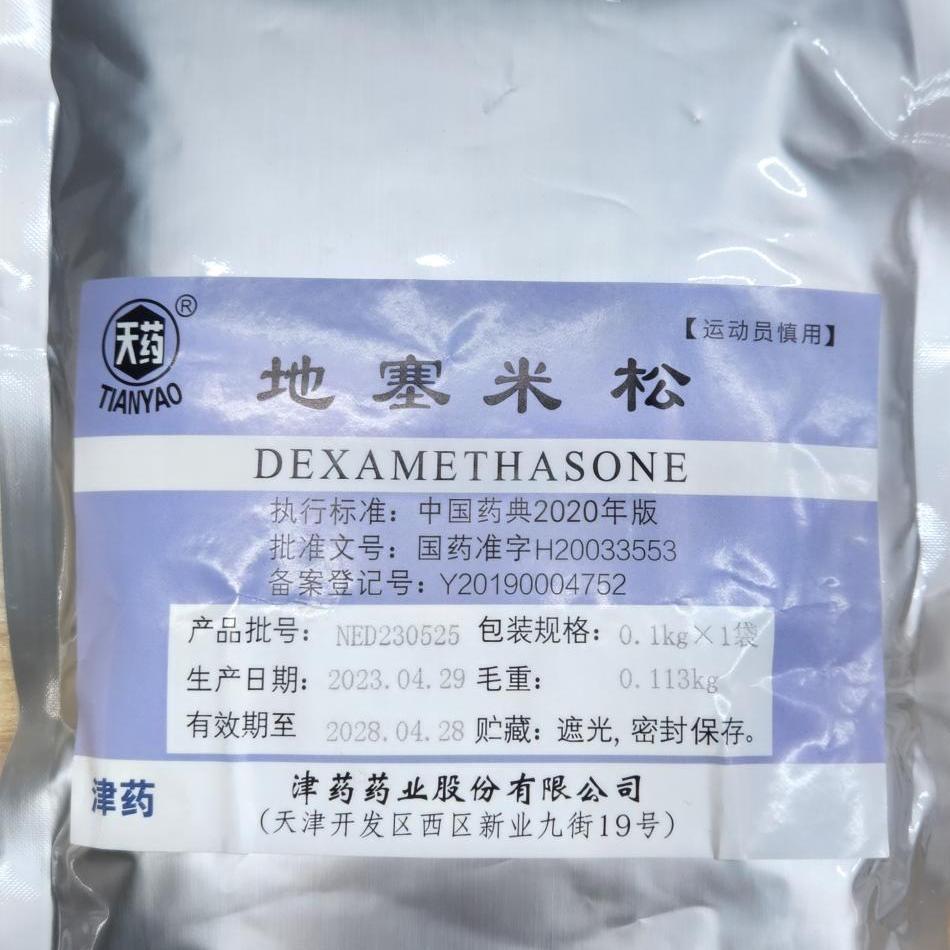 天药
®
TIANYAO
【运动员慎用】
地塞米松
DEXAMETHASONE
执行标准：中国药典2020年版
批准文号：国药准字H20033553
备案登记号：Y20190004752
产品批号： NED230525 包装规格： 0.1kg×1袋
生产日期： 2023.04.29 毛重： 0.113kg
有效期至 2028.04.28 贮藏：遮光，密封保存。
津药
津药药业股份有限公司
（天津开发区西区新业九街19号）